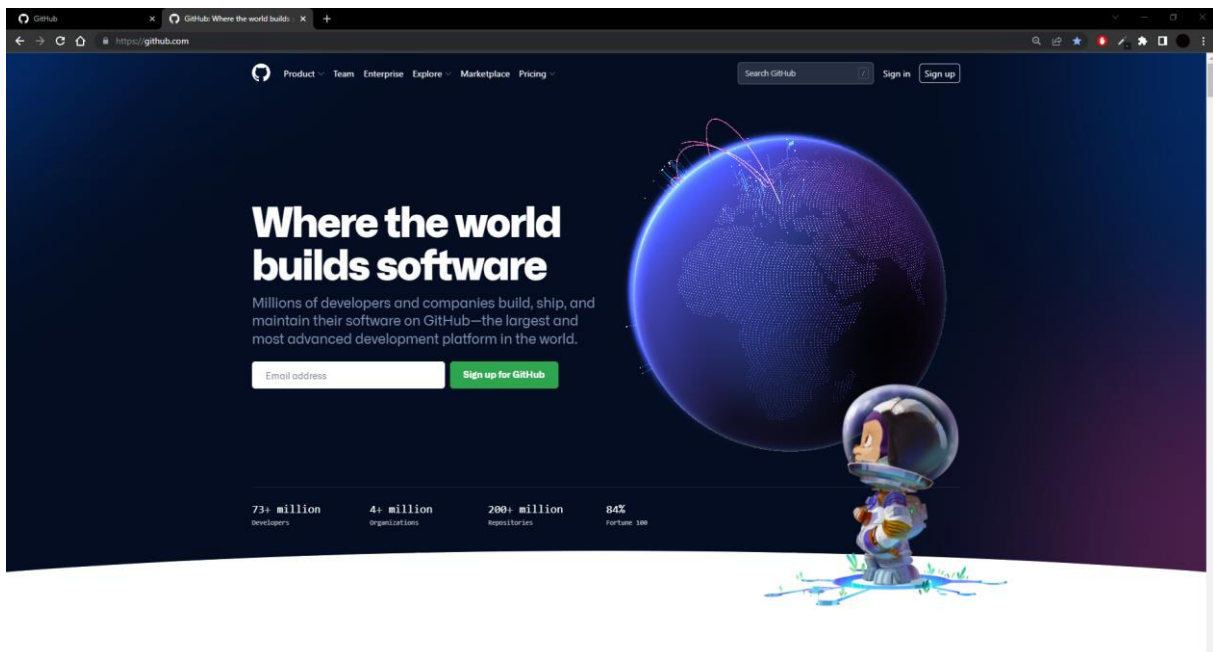 GitHub
GitHub: Where the world builds
https://github.com
Product Team Enterprise Explore Marketplace Pricing
Search GitHub /
Sign in Sign up
Where the world
builds software
Millions of developers and companies build, ship, and
maintain their software on GitHub—the largest and
most advanced development platform in the world.
Email address
Sign up for GitHub
73+ million 4+ million 200+ million 84%
Developers Organizations Repositories Fortune 100